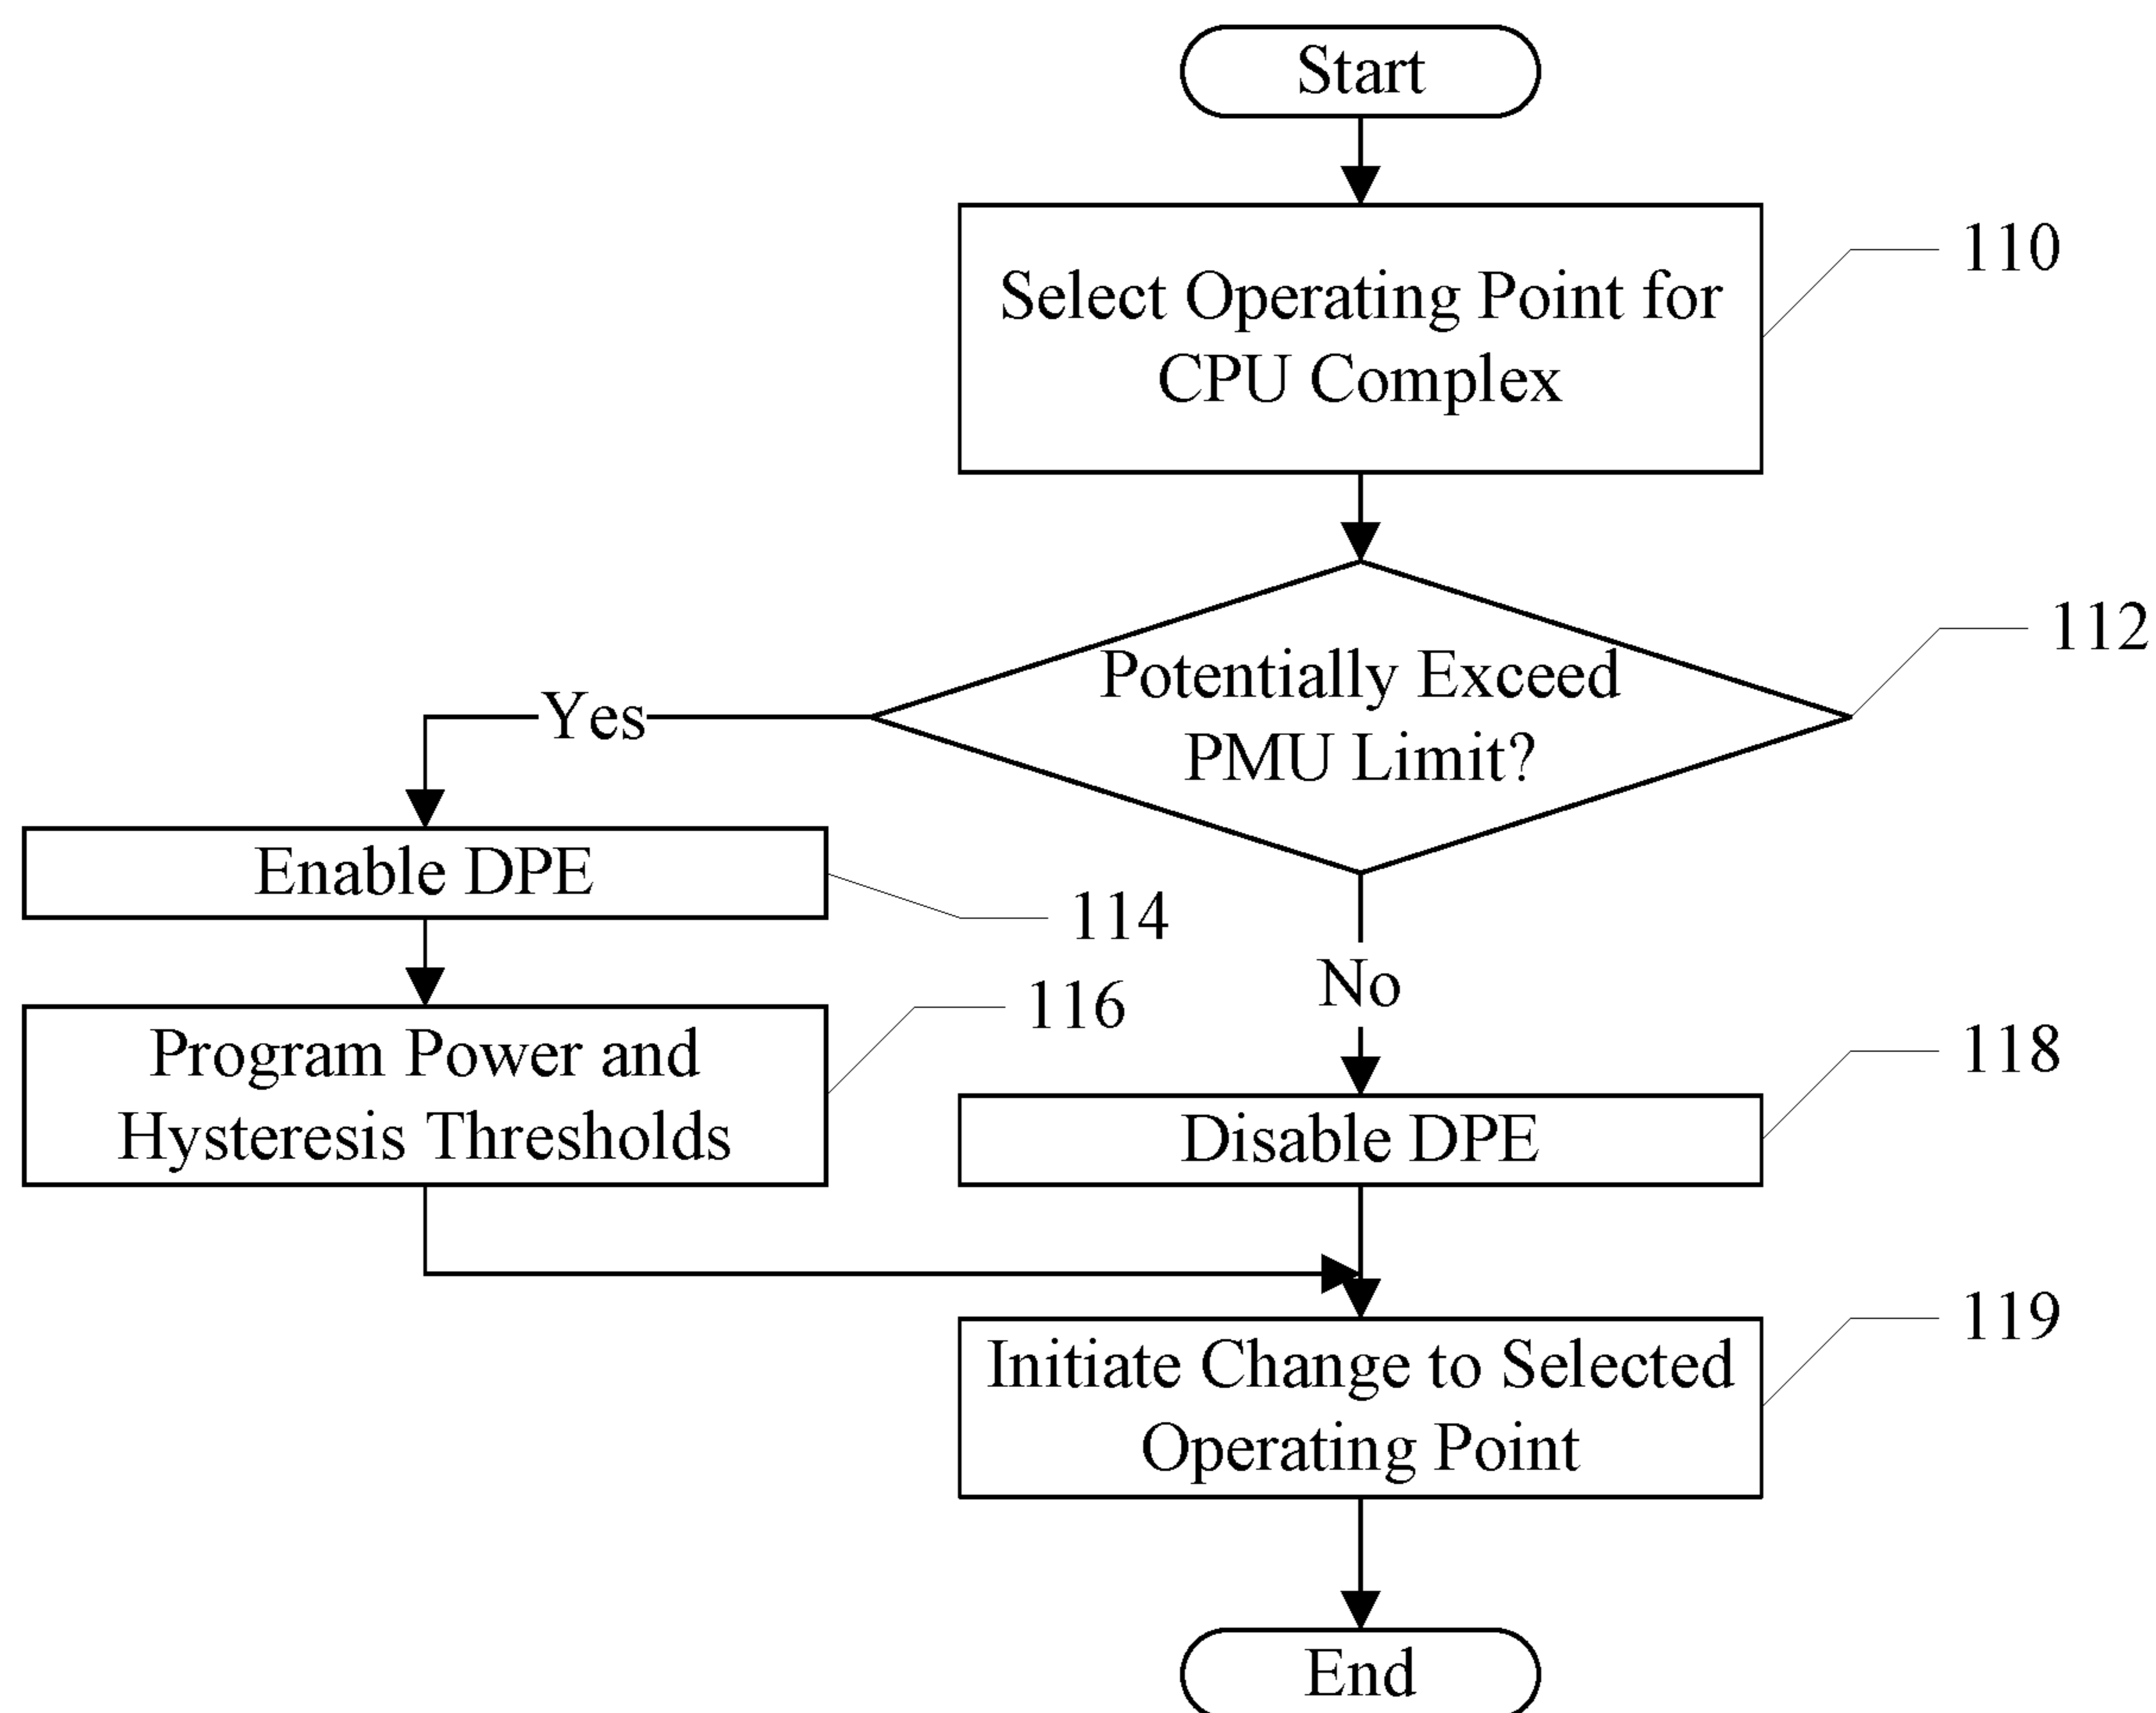 Start
Select Operating Point for
CPU Complex
110
Potentially Exceed
PMU Limit?
112
Yes
Enable DPE
114
No
Program Power and
Hysteresis Thresholds
116
Disable DPE
118
Initiate Change to Selected
Operating Point
119
End